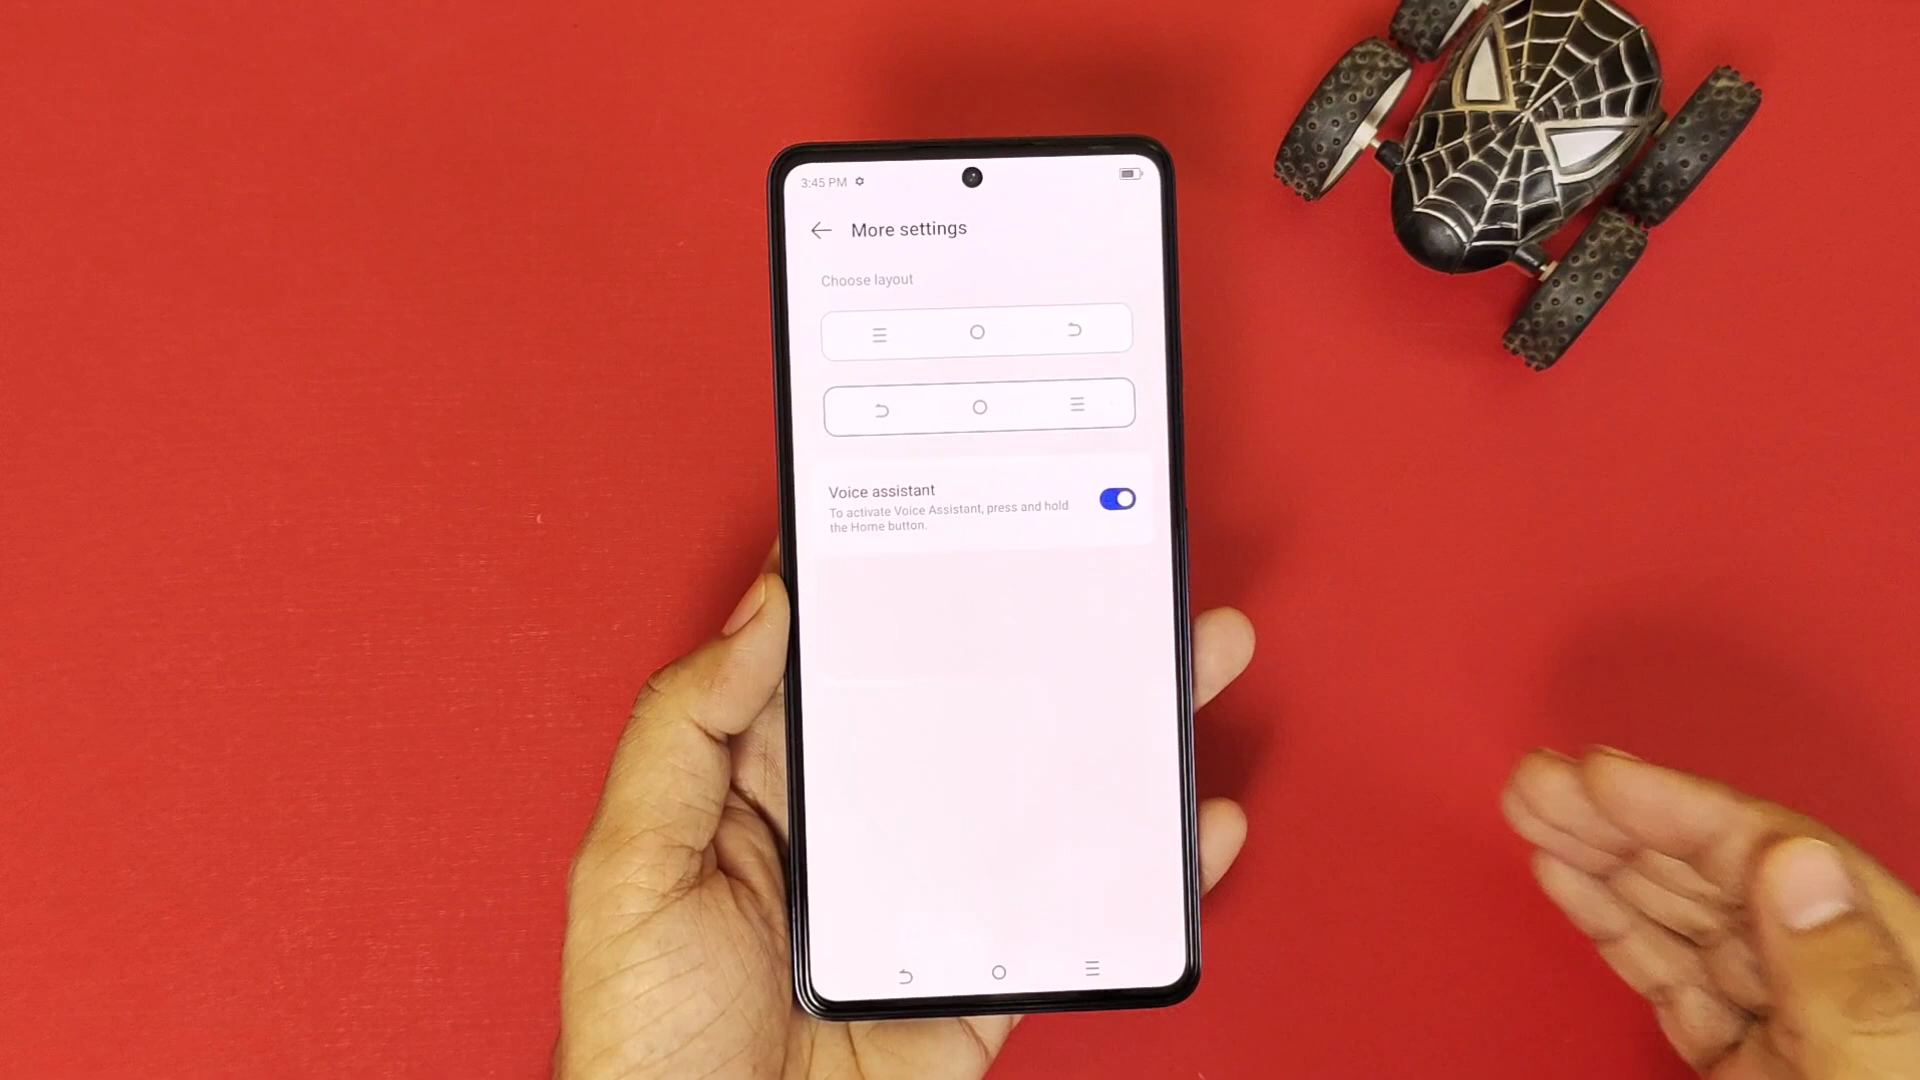 3:45 PM
More settings
Choose layout
Voice assistant
To activate Voice Assistant, press and hold
the Home button.